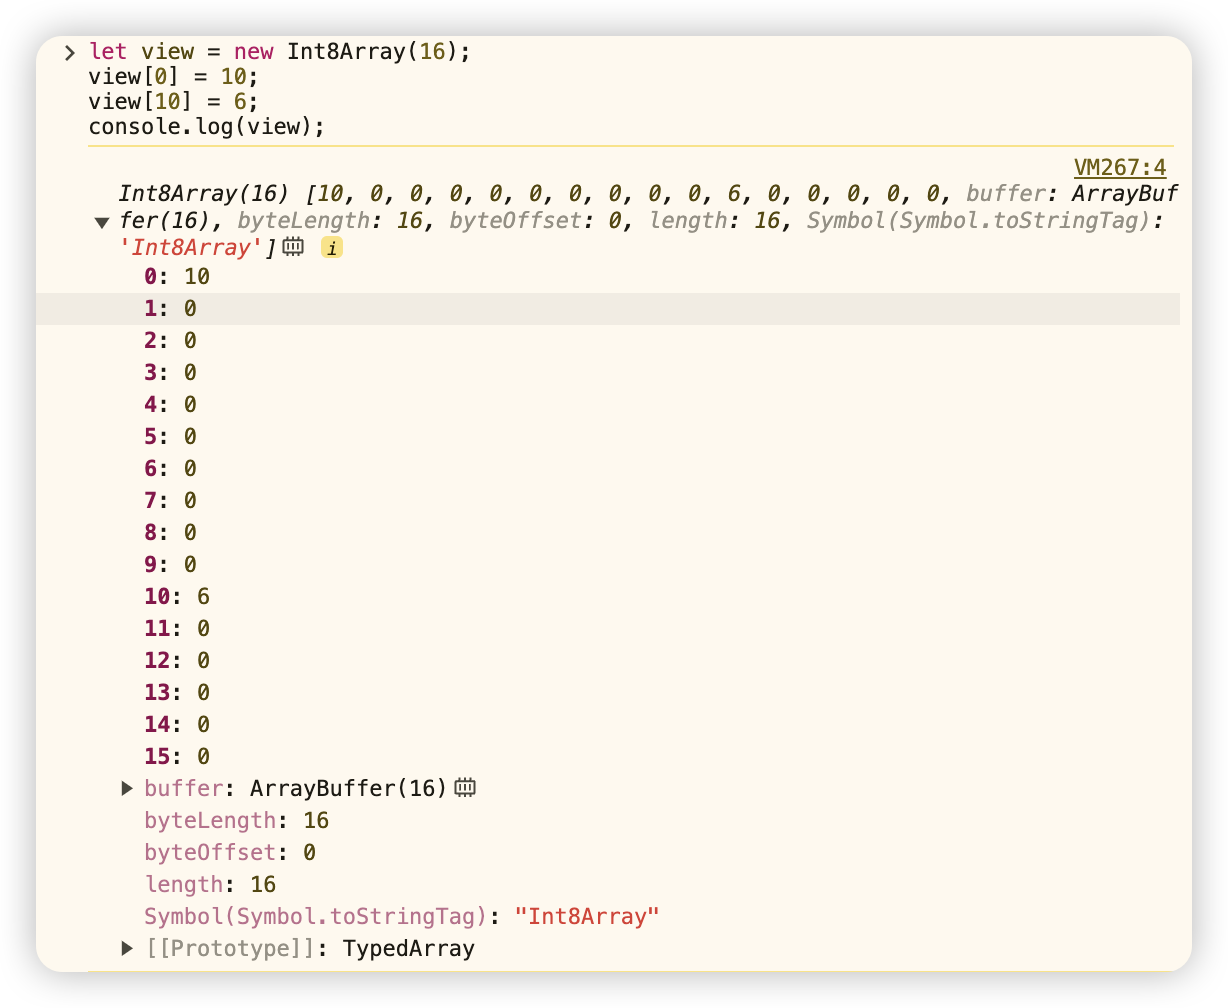 let view = new Int8Array(16);
view[0] = 10;
view[10] = 6;
console.log(view);
VM267:4
Int8Array(16) [10, 0, 0, 0, 0, 0, 0, 0, 0, 0, 6, 0, 0, 0, 0, 0, buffer: ArrayBuf
fer(16), byteLength: 16, byteOffset: 0, length: 16, Symbol(Symbol.toStringTag):
'Int8Array'] i
0: 10
1: 0
2: 0
3: 0
4: 0
5: 0
6: 0
7: 0
8: 0
9: 0
10: 6
11: 0
12: 0
13: 0
14: 0
15: 0
buffer: ArrayBuffer(16)
byteLength: 16
byteOffset: 0
length: 16
Symbol(Symbol.toStringTag): "Int8Array"
[[Prototype]]: TypedArray